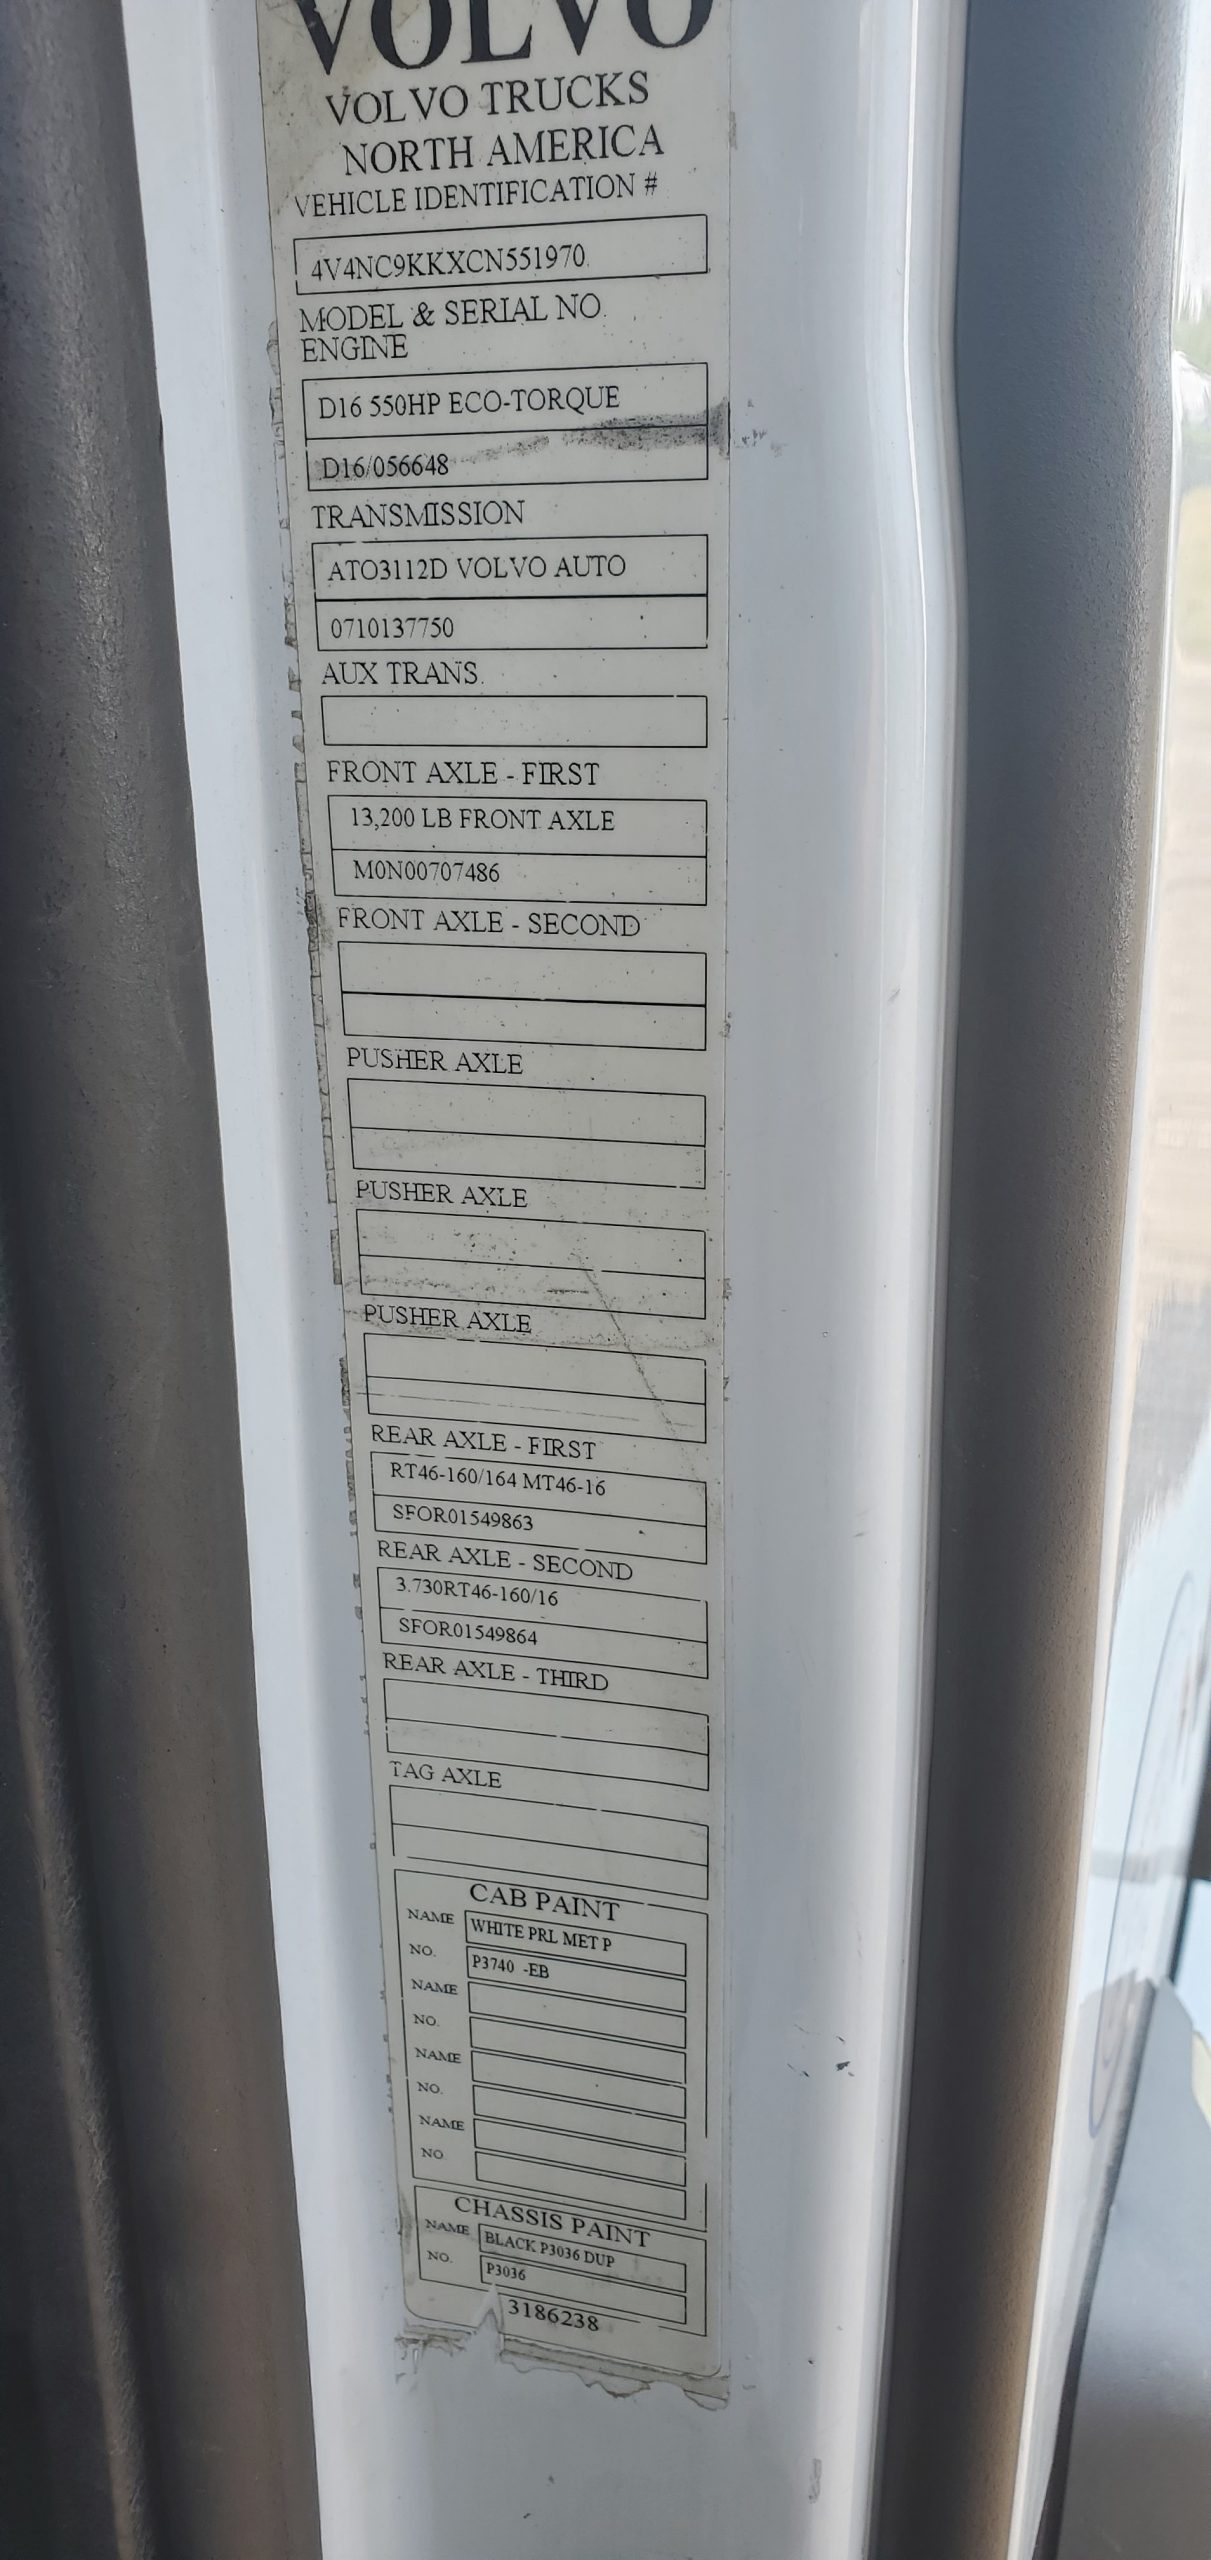 VOLVO
VOLVO TRUCKS
NORTH AMERICA
VEHICLE IDENTIFICATION #
4V4NC9KKXCN551970
MODEL & SERIAL NO.
ENGINE
D16 550HP ECO-TORQUE
D16/056648
TRANSMISSION
ATO3112D VOLVO AUTO
0710137750
AUX TRANS.
FRONT AXLE - FIRST
13,200 LB FRONT AXLE
M0N00707486
FRONT AXLE - SECOND
PUSHER AXLE
PUSHER AXLE
PUSHER AXLE
REAR AXLE - FIRST
RT46-160/164 MT46-16
SFOR01549863
REAR AXLE - SECOND
3.730RT46-160/16
SFOR01549864
REAR AXLE - THIRD
TAG AXLE
CAB PAINT
NAME WHITE PRL MET P
NO. P3740 -EB
NAME
NO.
NAME
NO.
NAME
NO
CHASSIS PAINT
NAME BLACK P3036 DUP
NO. P3036
3186238